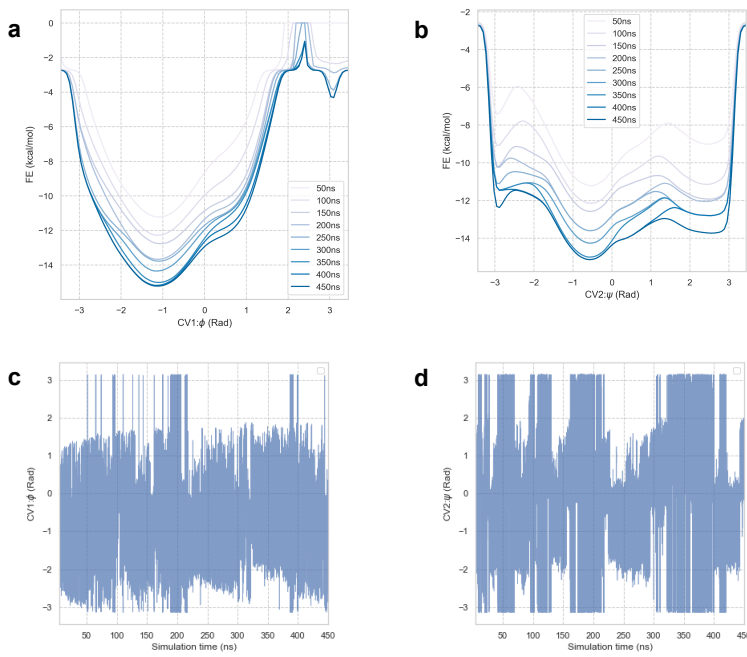 a
0
−2
−4
−6
−8
−10
−12
−14
FE (kcal/mol)
−3 −2 −1 0 1 2 3
CV1:ϕ (Rad)
50ns
100ns
150ns
200ns
250ns
300ns
350ns
400ns
450ns
b
−2
−4
−6
−8
−10
−12
−14
FE (kcal/mol)
−3 −2 −1 0 1 2 3
CV2:ψ (Rad)
50ns
100ns
150ns
200ns
250ns
300ns
350ns
400ns
450ns
c
3
2
1
0
−1
−2
−3
CV1:ϕ (Rad)
50 100 150 200 250 300 350 400 450
Simulation time (ns)
d
3
2
1
0
−1
−2
−3
CV2:ψ (Rad)
50 100 150 200 250 300 350 400 450
Simulation time (ns)